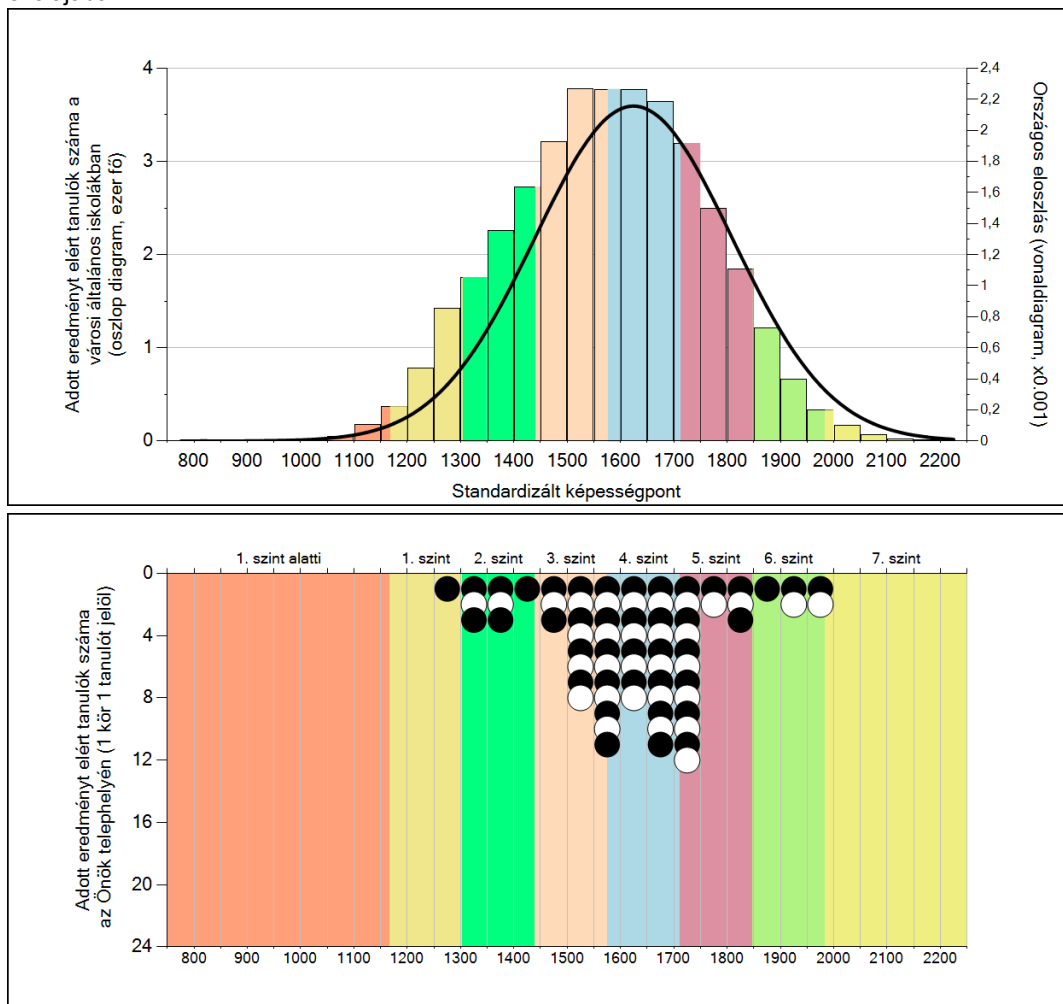 4
3
2
1
0
2,4
2,2
2
1,8
1,6
1,4
1,2
1
0,8
0,6
0,4
0,2
0
Adott eredményt elért tanulók száma a
városi általános iskolákban
(oszlop diagram, ezer fő)
Országos eloszlás (vonaldiagram, x0.001)
800 900 1000 1100 1200 1300 1400 1500 1600 1700 1800 1900 2000 2100 2200
Standardizált képességpont
1. szint alatti 1. szint 2. szint 3. szint 4. szint 5. szint 6. szint 7. szint
0
4
8
12
16
20
24
Adott eredményt elért tanulók száma
az Önök telephelyén (1 kör 1 tanulót jelöl)
800 900 1000 1100 1200 1300 1400 1500 1600 1700 1800 1900 2000 2100 2200